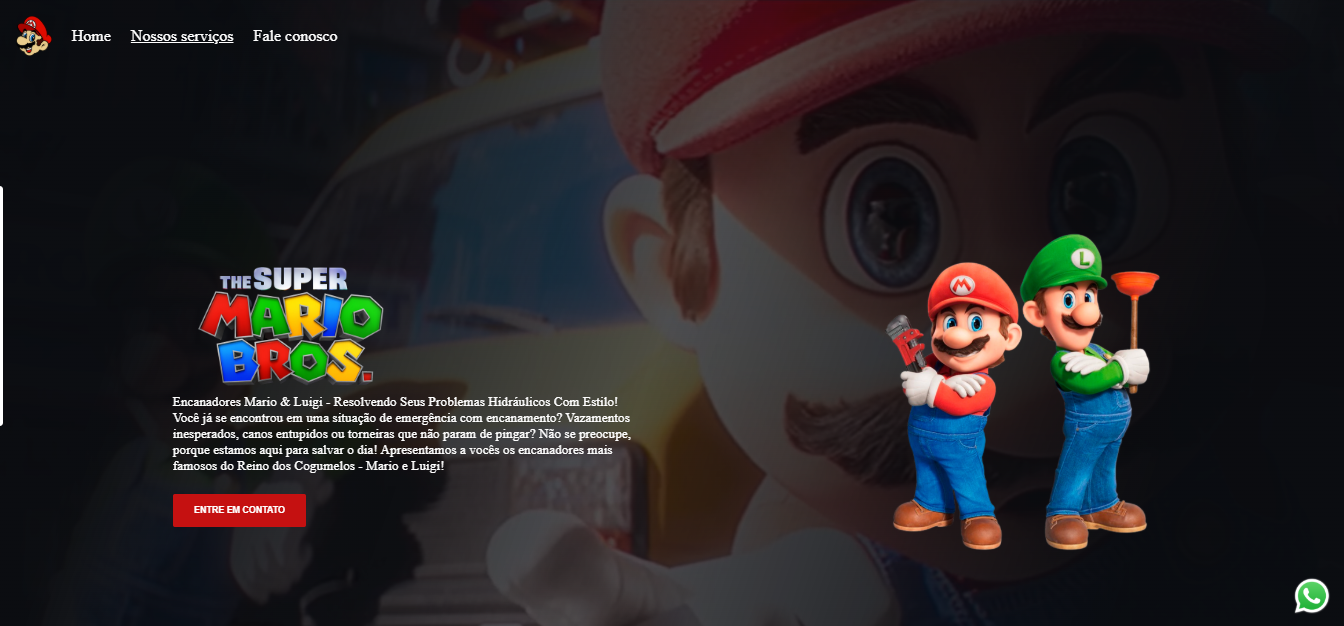 Home Nossos serviços Fale conosco
THE SUPER
MARIO
BROS.
Encanadores Mario & Luigi - Resolvendo Seus Problemas Hidráulicos Com Estilo!
Você já se encontrou em uma situação de emergência com encanamento? Vazamentos
inesperados, canos entupidos ou torneiras que não param de pingar? Não se preocupe,
porque estamos aqui para salvar o dia! Apresentamos a vocês os encanadores mais
famosos do Reino dos Cogumelos - Mario e Luigi!
ENTRE EM CONTATO
M
L